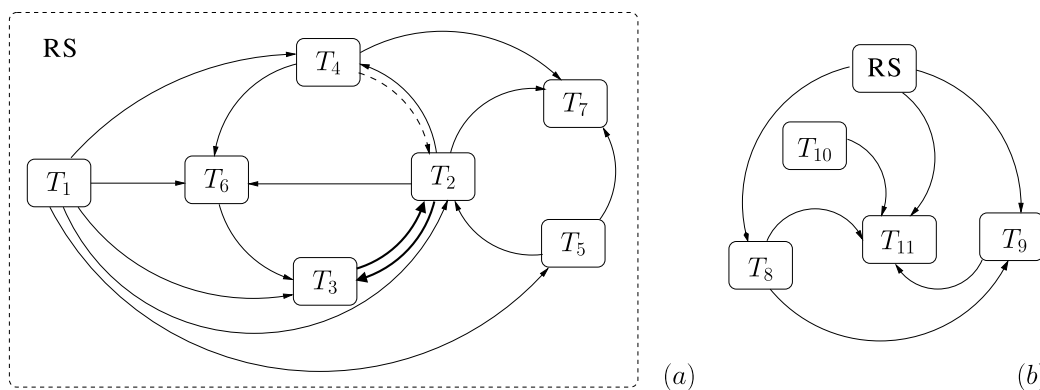 RS
T₄
T₇
T₁
T₆
T₂
T₅
T₃
(a)
RS
T₁₀
T₈
T₁₁
T₉
(b